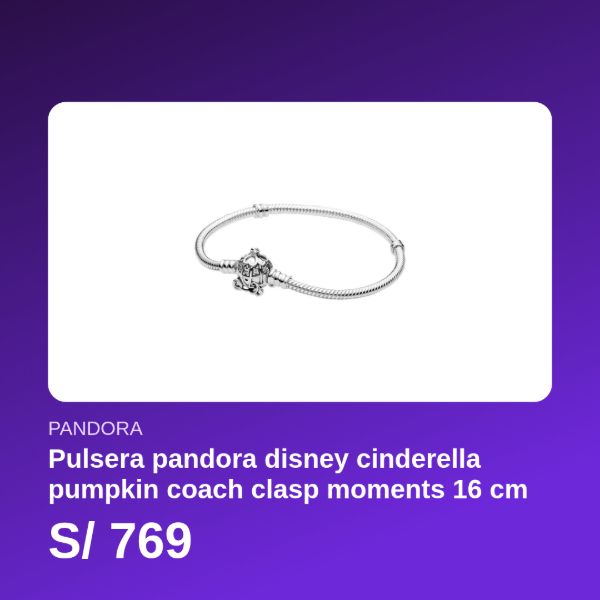 PANDORA
Pulsera pandora disney cinderella
pumpkin coach clasp moments 16 cm
S/ 769